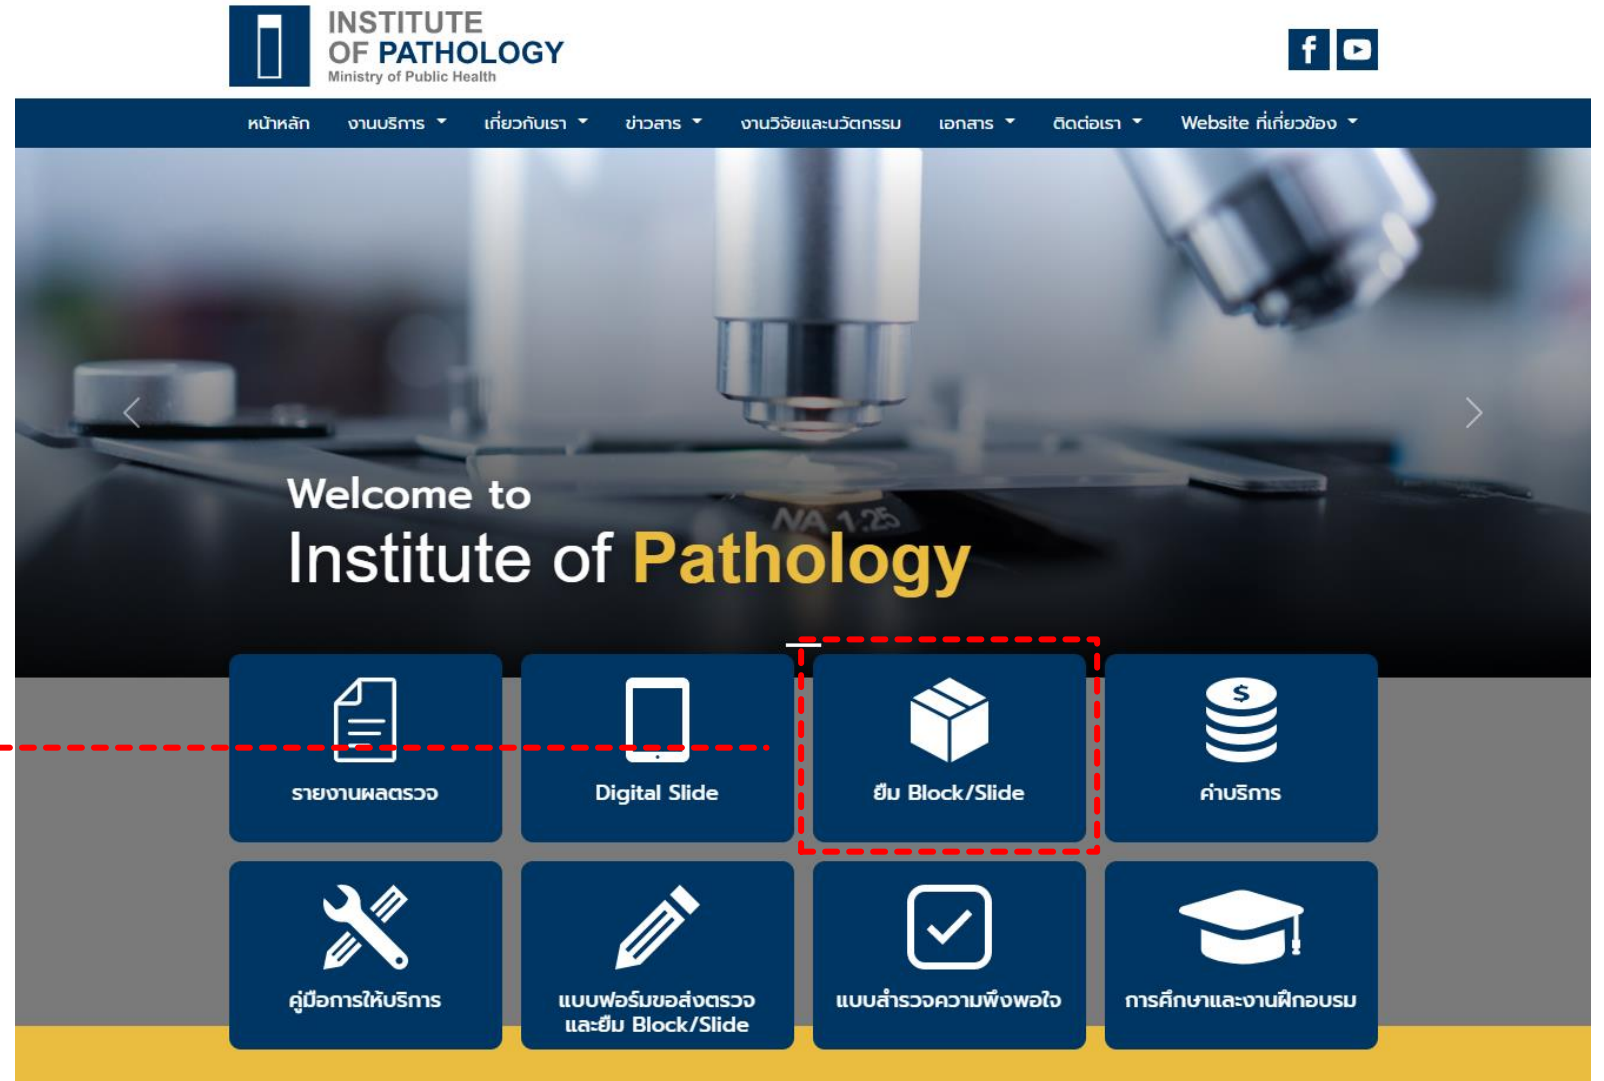 INSTITUTE
OF PATHOLOGY
Ministry of Public Health
หน้าหลัก งานบริการ เกี่ยวกับเรา ข่าวสาร งานวิจัยและนวัตกรรม เอกสาร ติดต่อเรา Website ที่เกี่ยวข้อง
NA 1.25
Welcome to
Institute of Pathology
รายงานผลตรวจ
Digital Slide
ยืม Block/Slide
$
ค่าบริการ
คู่มือการให้บริการ
แบบฟอร์มขอส่งตรวจ
และยืม Block/Slide
แบบสำรวจความพึงพอใจ
การศึกษาและงานฝึกอบรม